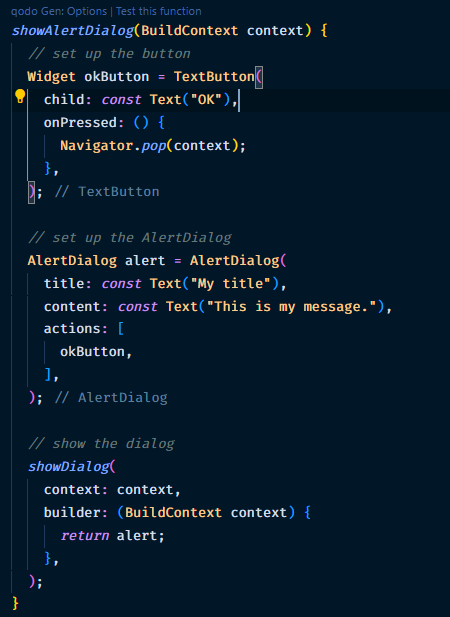 qodo Gen: Options | Test this function
showAlertDialog(BuildContext context) {
  // set up the button
  Widget okButton = TextButton(
    child: const Text("OK"),
    onPressed: () {
      Navigator.pop(context);
    },
  ); // TextButton

  // set up the AlertDialog
  AlertDialog alert = AlertDialog(
    title: const Text("My title"),
    content: const Text("This is my message."),
    actions: [
      okButton,
    ],
  ); // AlertDialog

  // show the dialog
  showDialog(
    context: context,
    builder: (BuildContext context) {
      return alert;
    },
  );
}